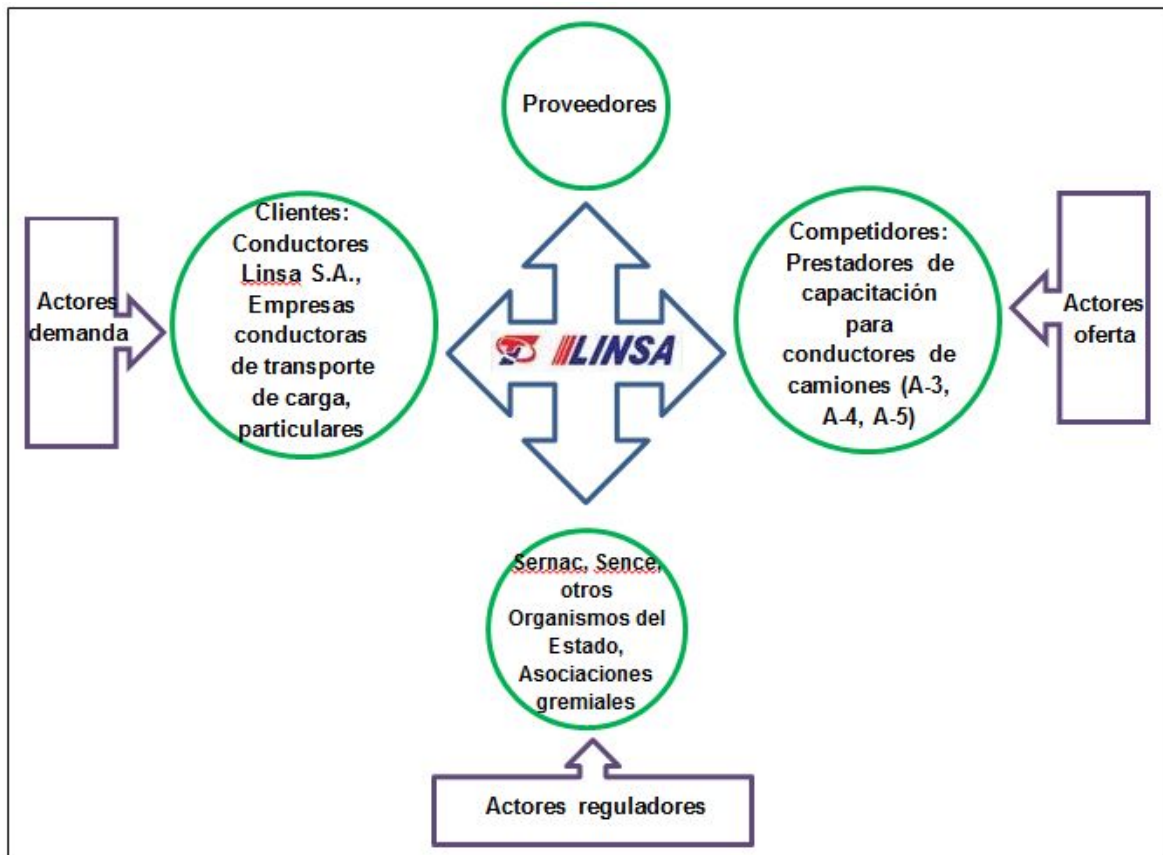 Proveedores
Clientes:
Conductores
Linsa S.A.,
Empresas
conductoras
de transporte
de carga,
particulares
Actores
demanda
LINSA
Competidores:
Prestadores de
capacitación
para
conductores de
camiones (A-3,
A-4, A-5)
Actores
oferta
Sernac, Sence,
otros
Organismos del
Estado,
Asociaciones
gremiales
Actores reguladores